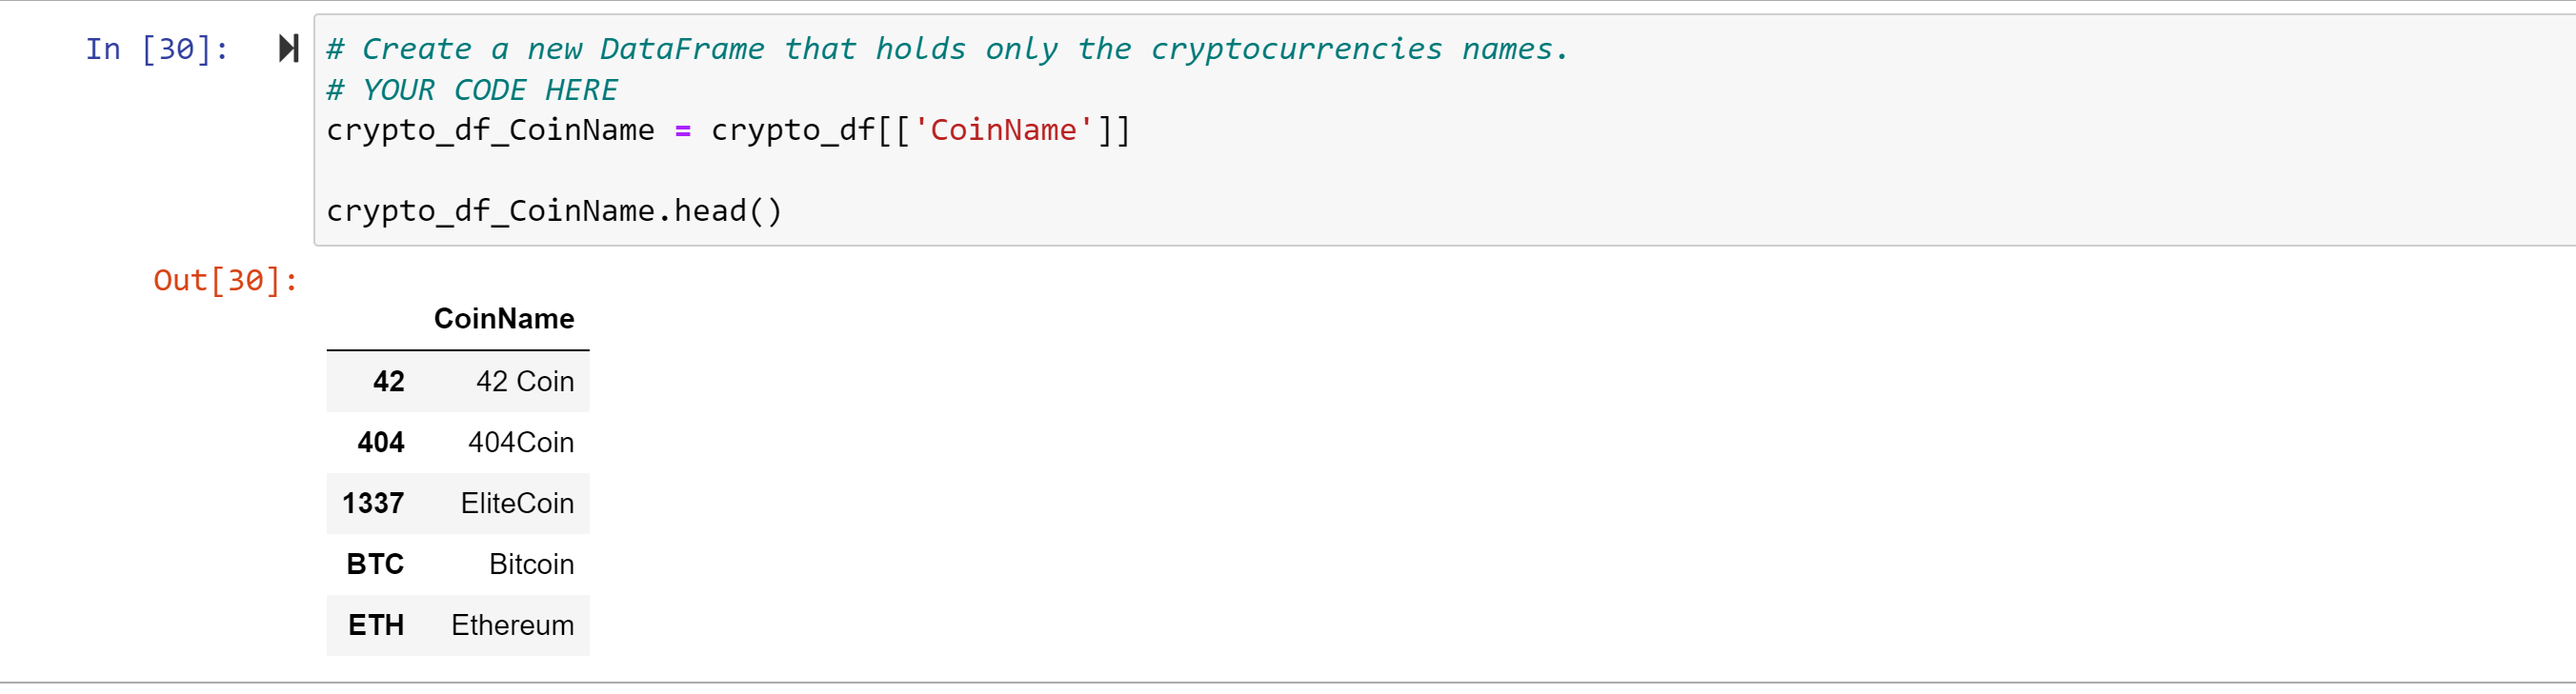 In [30]:
# Create a new DataFrame that holds only the cryptocurrencies names.
# YOUR CODE HERE
crypto_df_CoinName = crypto_df[['CoinName']]
crypto_df_CoinName.head()
Out[30]:
CoinName
42 42 Coin
404 404Coin
1337 EliteCoin
BTC Bitcoin
ETH Ethereum